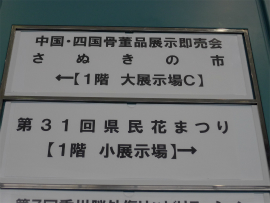 中国・四国骨董品展示即売会
さぬきの市
←【1階 大展示場C】
第31回県民花まつり
【1階 小展示場】→